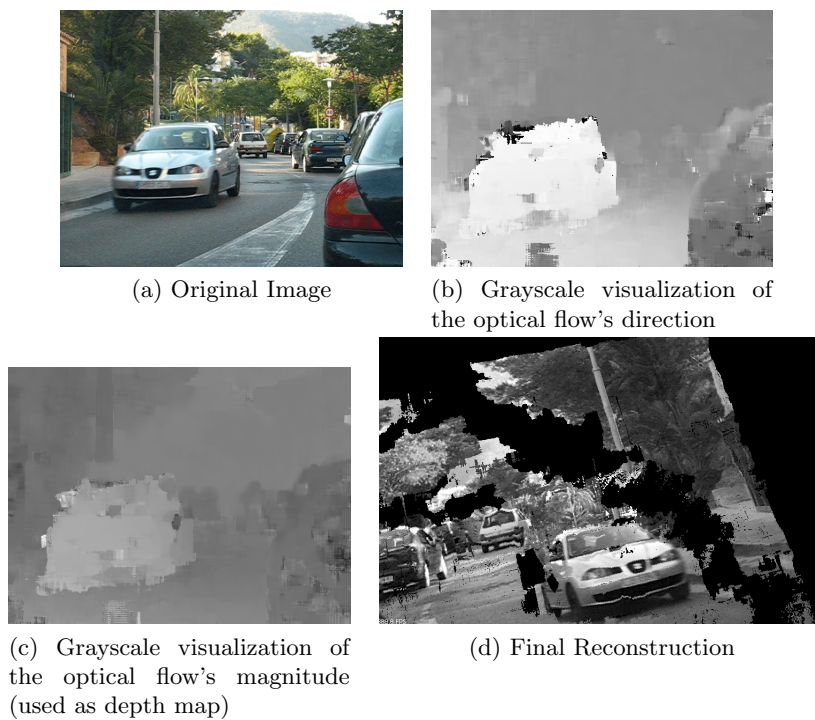 (a) Original Image
(b) Grayscale visualization of
the optical flow's direction
(c) Grayscale visualization of
the optical flow's magnitude
(used as depth map)
(d) Final Reconstruction